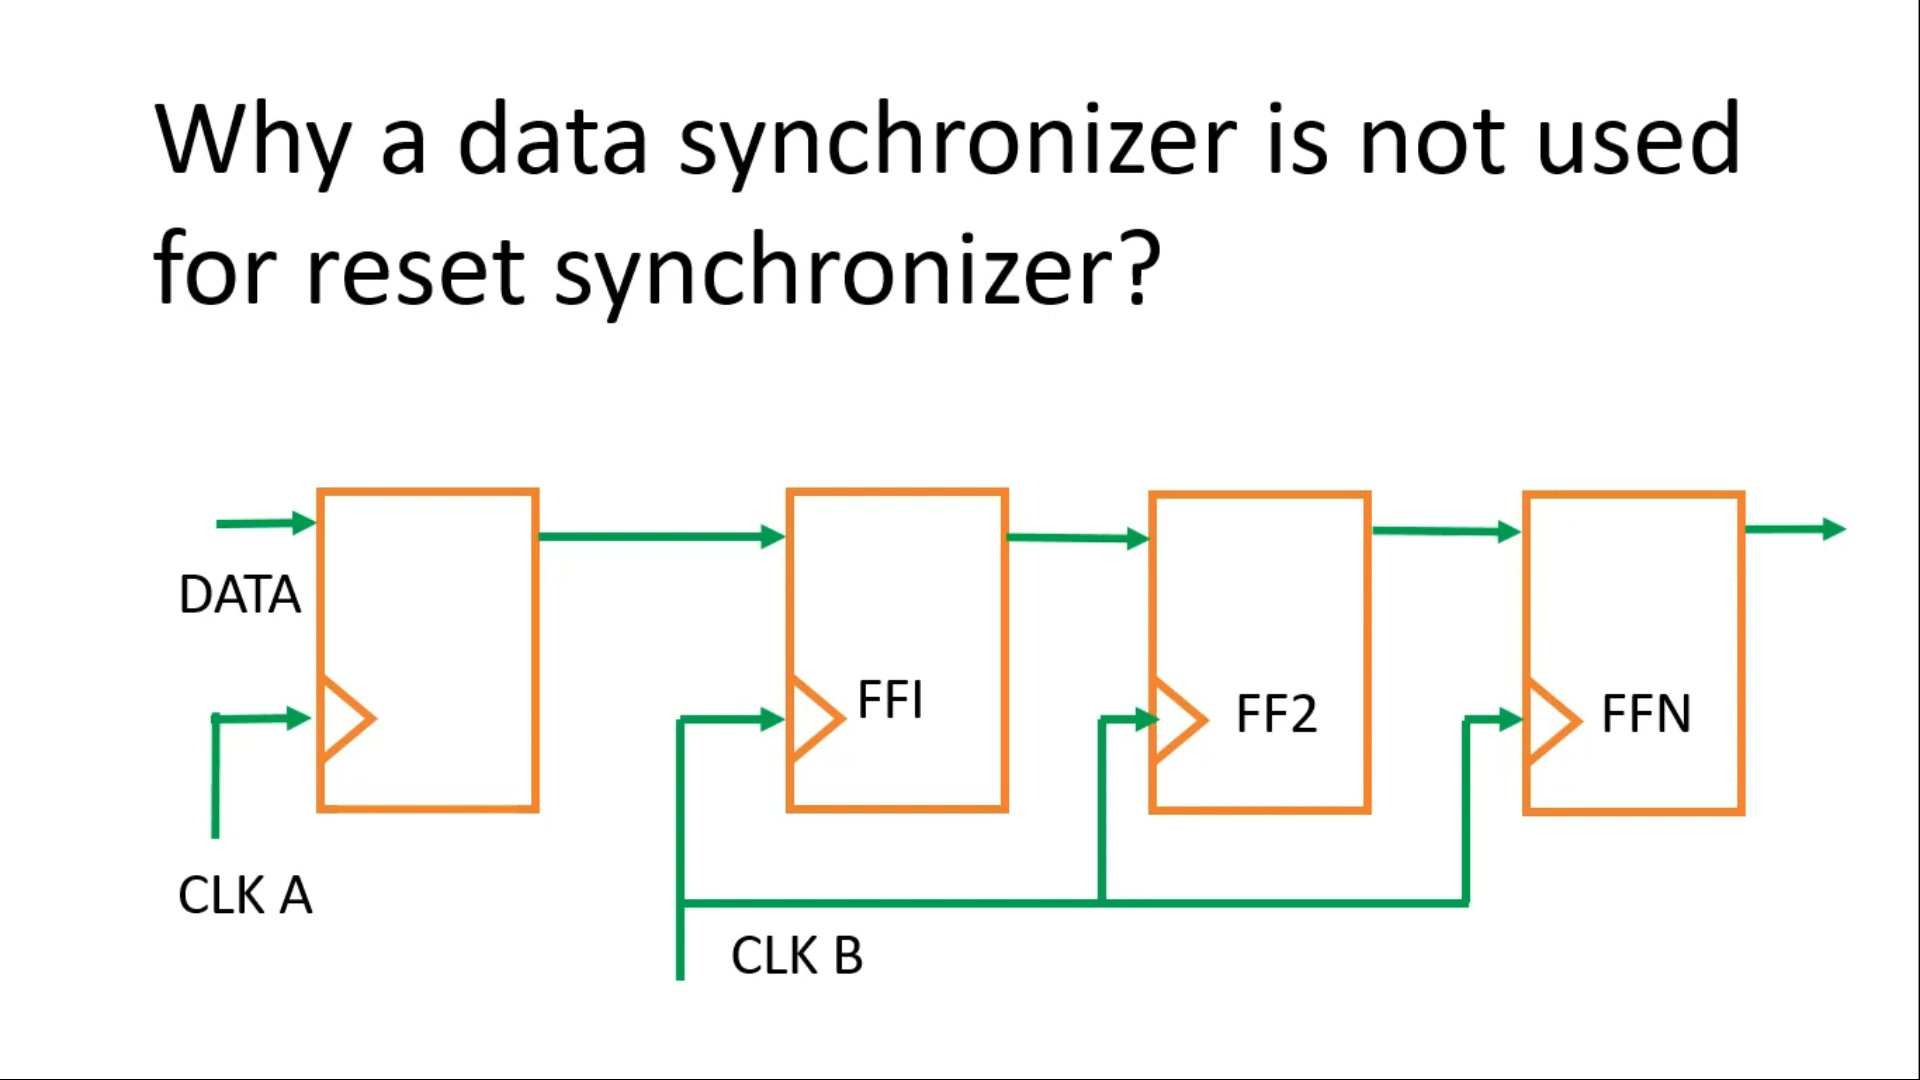 Why a data synchronizer is not used
for reset synchronizer?
DATA
FFI
FF2
FFN
CLK A
CLK B